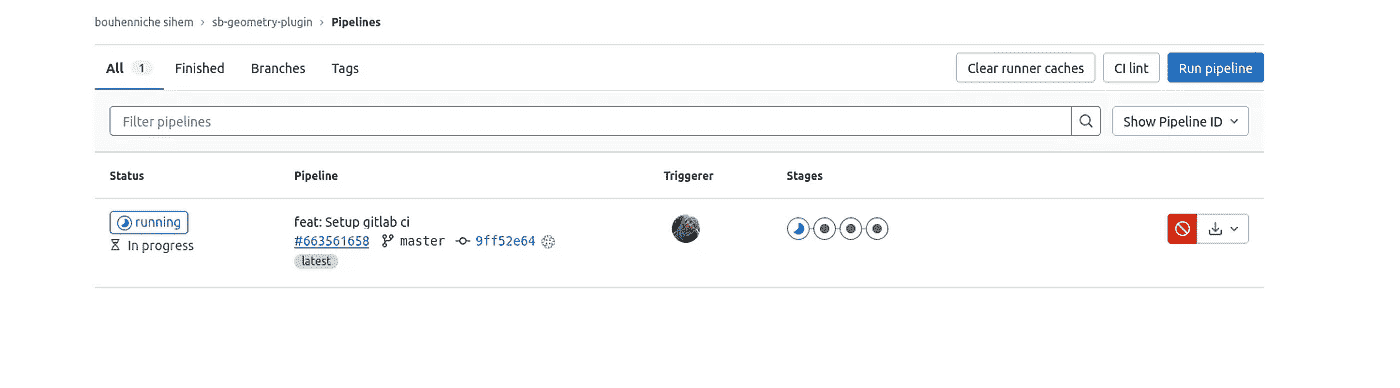 bouhenniche sihem › sb-geometry-plugin › Pipelines
All 1 Finished Branches Tags Clear runner caches CI lint Run pipeline
Filter pipelines Show Pipeline ID
Status Pipeline Triggerer Stages
running feat: Setup gitlab ci
In progress #663561658 master 9ff52e64
latest